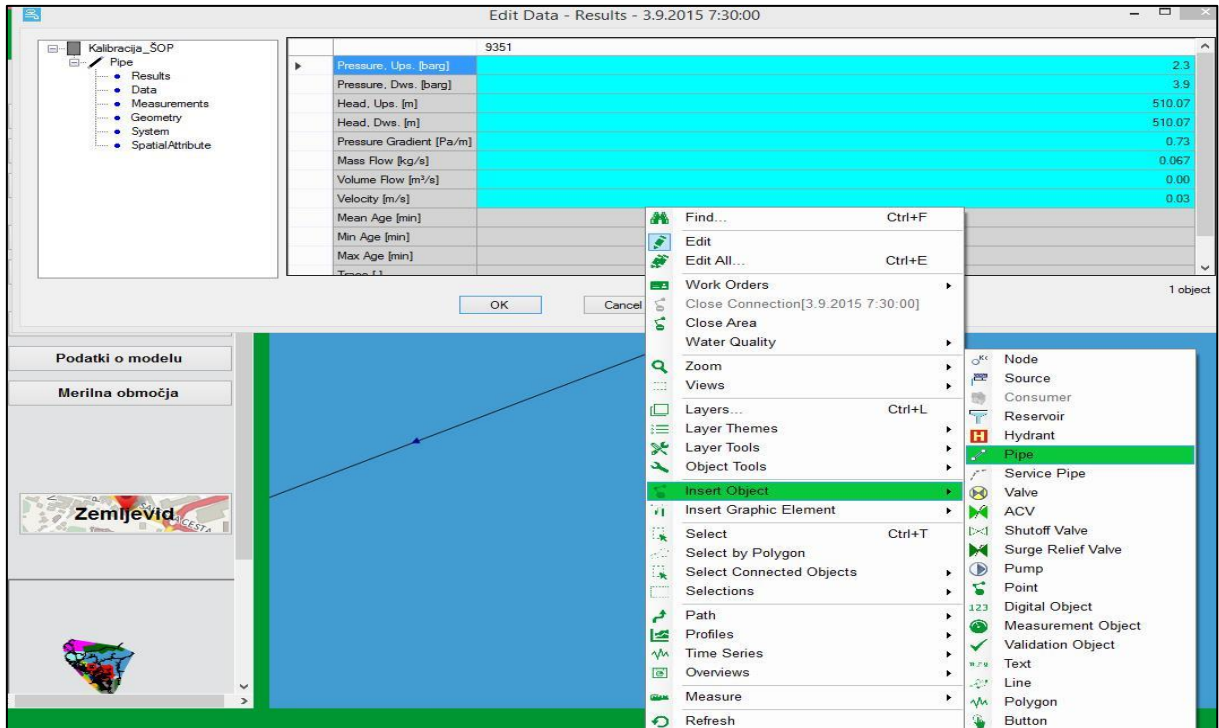 Edit Data - Results - 3.9.2015 7:30:00
Kalibracija_ŠOP
Pipe
Results
Data
Measurements
Geometry
System
SpatialAttribute
9351
Pressure, Ups. [barg] 2.3
Pressure, Dws. [barg] 3.9
Head, Ups. [m] 510.07
Head, Dws. [m] 510.07
Pressure Gradient [Pa/m] 0.73
Mass Flow [kg/s] 0.067
Volume Flow [m³/s] 0.00
Velocity [m/s] 0.03
Mean Age [min]
Min Age [min]
Max Age [min]
1 object
OK
Cancel
Podatki o modelu
Merilna območja
Zemljevid
Find... Ctrl+F
Edit
Edit All... Ctrl+E
Work Orders
Close Connection[3.9.2015 7:30:00]
Close Area
Water Quality
Zoom
Views
Layers... Ctrl+L
Layer Themes
Layer Tools
Object Tools
Insert Object
Insert Graphic Element
Select Ctrl+T
Select by Polygon
Select Connected Objects
Selections
Path
Profiles
Time Series
Overviews
Measure
Refresh
Node
Source
Consumer
Reservoir
Hydrant
Pipe
Service Pipe
Valve
ACV
Shutoff Valve
Surge Relief Valve
Pump
Point
123 Digital Object
Measurement Object
Validation Object
Text
Line
Polygon
Button